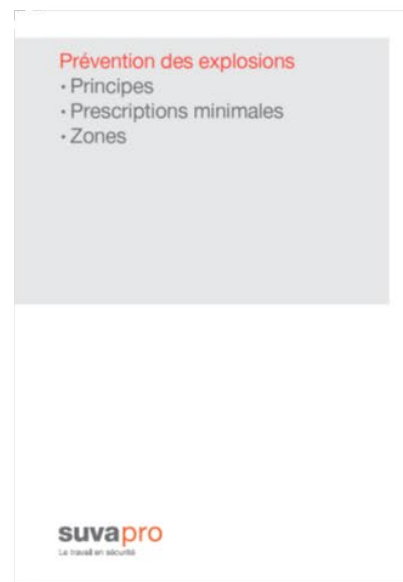 Prévention des explosions
· Principes
· Prescriptions minimales
· Zones
suvapro
Le travail en sécurité